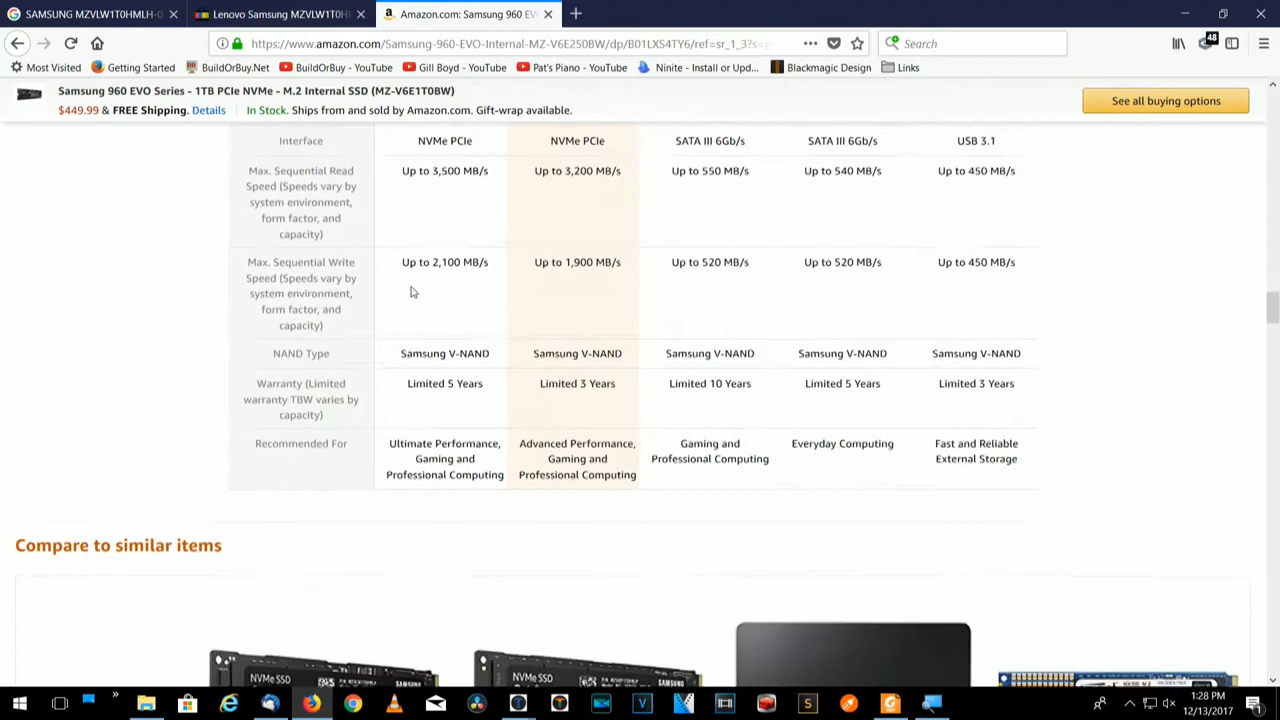 SAMSUNG MZVLW1T0HMLH-0
Lenovo Samsung MZVLW1T0H
Amazon.com: Samsung 960 EV
https://www.amazon.com/Samsung-960-EVO-Internal-MZ-V6E250BW/dp/B01LXS4TY6/ref=sr_1_3?s=p
Search
48
Most Visited
Getting Started
BuildOrBuy.Net
BuildOrBuy - YouTube
Gill Boyd - YouTube
Pat's Piano - YouTube
Ninite - Install or Upd...
Blackmagic Design
Links
Samsung 960 EVO Series - 1TB PCIe NVMe - M.2 Internal SSD (MZ-V6E1T0BW)
$449.99 & FREE Shipping. Details
In Stock. Ships from and sold by Amazon.com. Gift-wrap available.
See all buying options
Interface
NVMe PCIe
NVMe PCIe
SATA III 6Gb/s
SATA III 6Gb/s
USB 3.1
Max. Sequential Read
Speed (Speeds vary by
system environment,
form factor, and
capacity)
Up to 3,500 MB/s
Up to 3,200 MB/s
Up to 550 MB/s
Up to 540 MB/s
Up to 450 MB/s
Max. Sequential Write
Speed (Speeds vary by
system environment,
form factor, and
capacity)
Up to 2,100 MB/s
Up to 1,900 MB/s
Up to 520 MB/s
Up to 520 MB/s
Up to 450 MB/s
NAND Type
Samsung V-NAND
Samsung V-NAND
Samsung V-NAND
Samsung V-NAND
Samsung V-NAND
Warranty (Limited
warranty TBW varies by
capacity)
Limited 5 Years
Limited 3 Years
Limited 10 Years
Limited 5 Years
Limited 3 Years
Recommended For
Ultimate Performance,
Gaming and
Professional Computing
Advanced Performance,
Gaming and
Professional Computing
Gaming and
Professional Computing
Everyday Computing
Fast and Reliable
External Storage
Compare to similar items
NVMe SSD
SAMSUNG
NVMe SSD
SAMSUNG
1:28 PM
12/13/2017